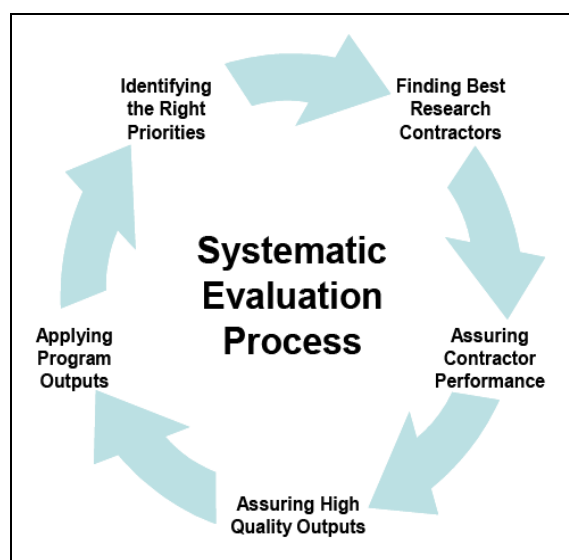 Identifying
the Right
Priorities
Finding Best
Research
Contractors
Systematic
Evaluation
Process
Applying
Program
Outputs
Assuring
Contractor
Performance
Assuring High
Quality Outputs